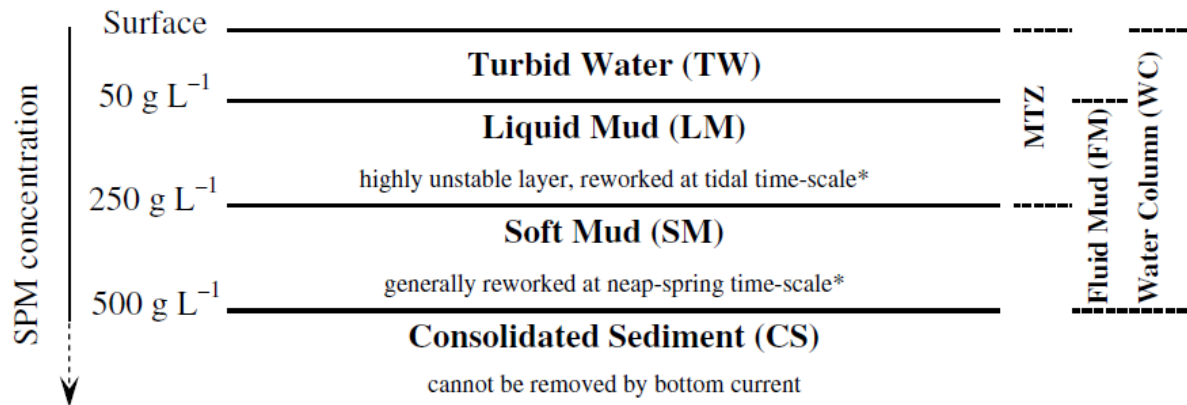 Surface
Turbid Water (TW)
50 g L⁻¹
Liquid Mud (LM)
highly unstable layer, reworked at tidal time-scale*
250 g L⁻¹
Soft Mud (SM)
generally reworked at neap-spring time-scale*
500 g L⁻¹
Consolidated Sediment (CS)
cannot be removed by bottom current
SPM concentration
MTZ
Fluid Mud (FM)
Water Column (WC)